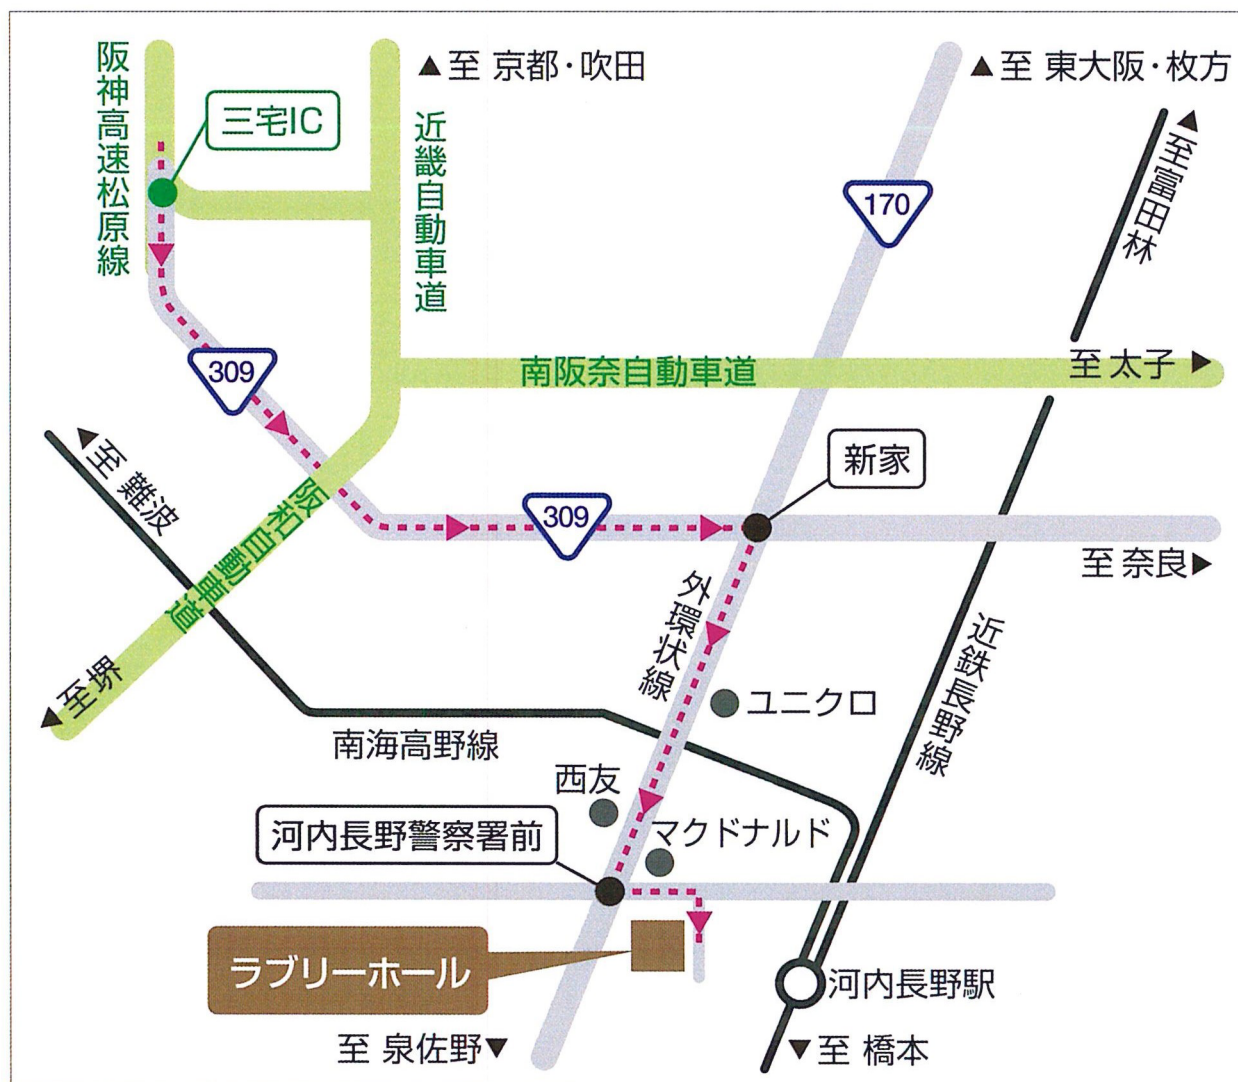 ▲至 京都・吹田
▲至 東大阪・枚方
阪神高速松原線
三宅IC
近畿自動車道
▲至富田林
170
309
南阪奈自動車道
至 太子 ▶
新家
▲至 難波
阪和自動車道
309
至 奈良▶
外環状線
近鉄長野線
◀至堺
ユニクロ
南海高野線
西友
マクドナルド
河内長野警察署前
ラブリーホール
河内長野駅
至 泉佐野▼
▼至 橋本